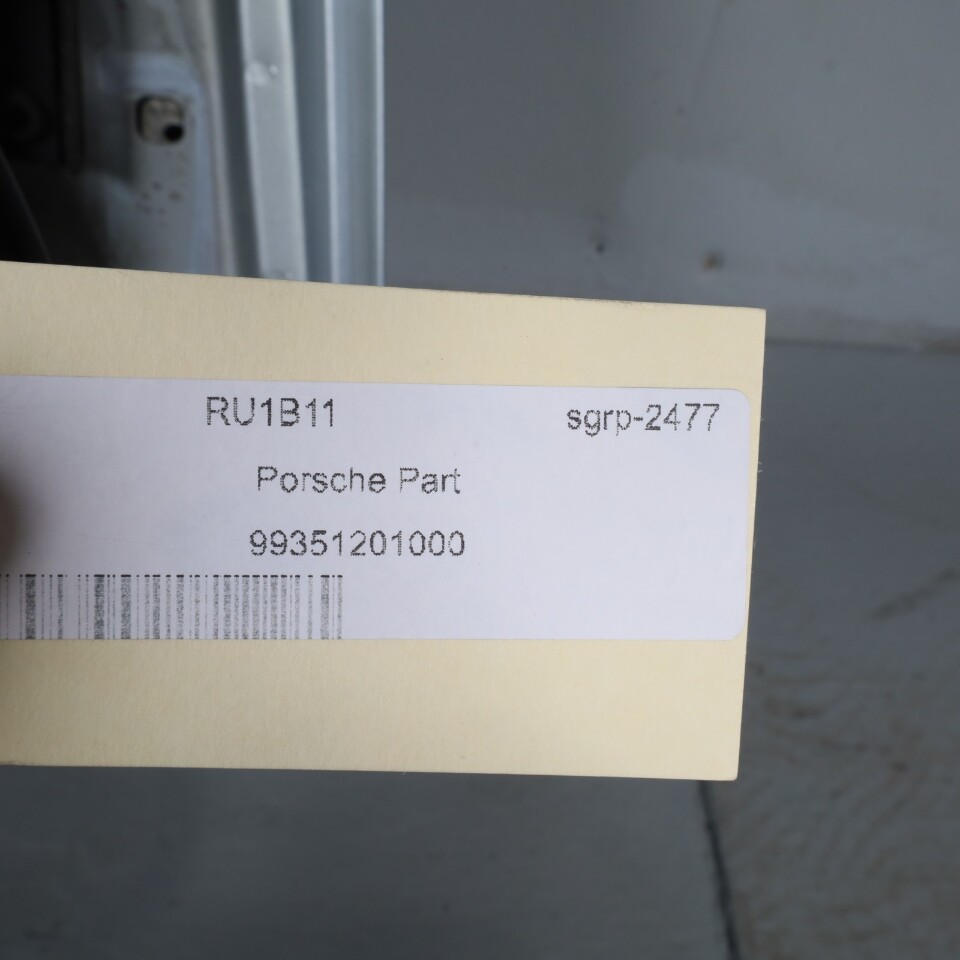 RU1B11 sgrp-2477
Porsche Part
99351201000